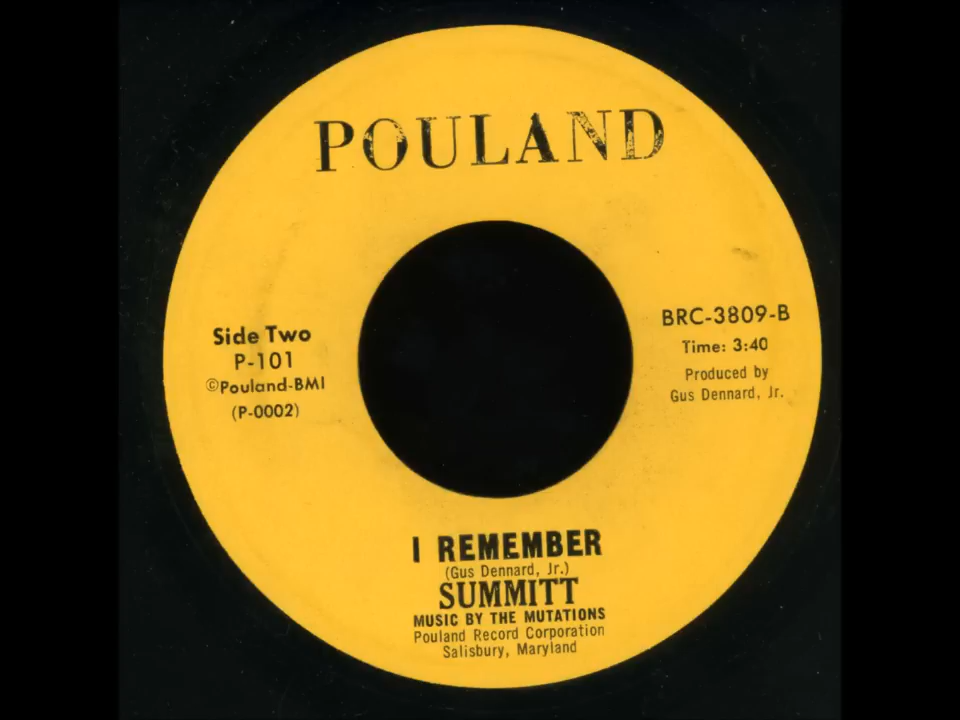 POULAND
Side Two
P-101
©Pouland-BMI
(P-0002)
BRC-3809-B
Time: 3:40
Produced by
Gus Dennard, Jr.
I REMEMBER
(Gus Dennard, Jr.)
SUMMITT
MUSIC BY THE MUTATIONS
Pouland Record Corporation
Salisbury, Maryland